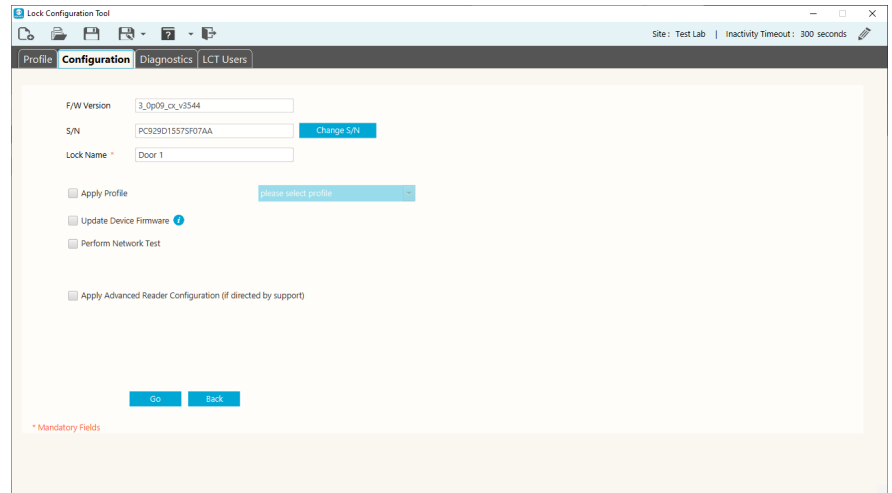 Lock Configuration Tool
Site : Test Lab | Inactivity Timeout : 300 seconds
Profile Configuration Diagnostics LCT Users
F/W Version 3_0p09_cx_v3544
S/N PC929D1557SF07AA Change S/N
Lock Name * Door 1
Apply Profile please select profile
Update Device Firmware i
Perform Network Test
Apply Advanced Reader Configuration (if directed by support)
Go Back
* Mandatory Fields